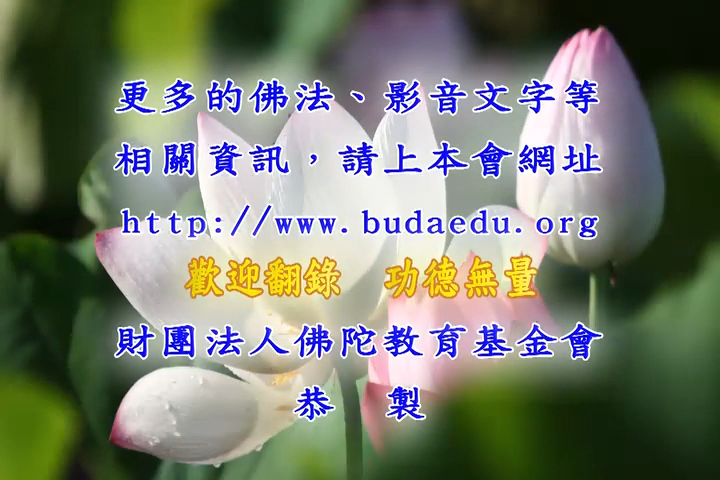 更多的佛法、影音文字等
相關資訊，請上本會網址
http://www.budaedu.org
歡迎翻錄　功德無量
財團法人佛陀教育基金會
恭　製